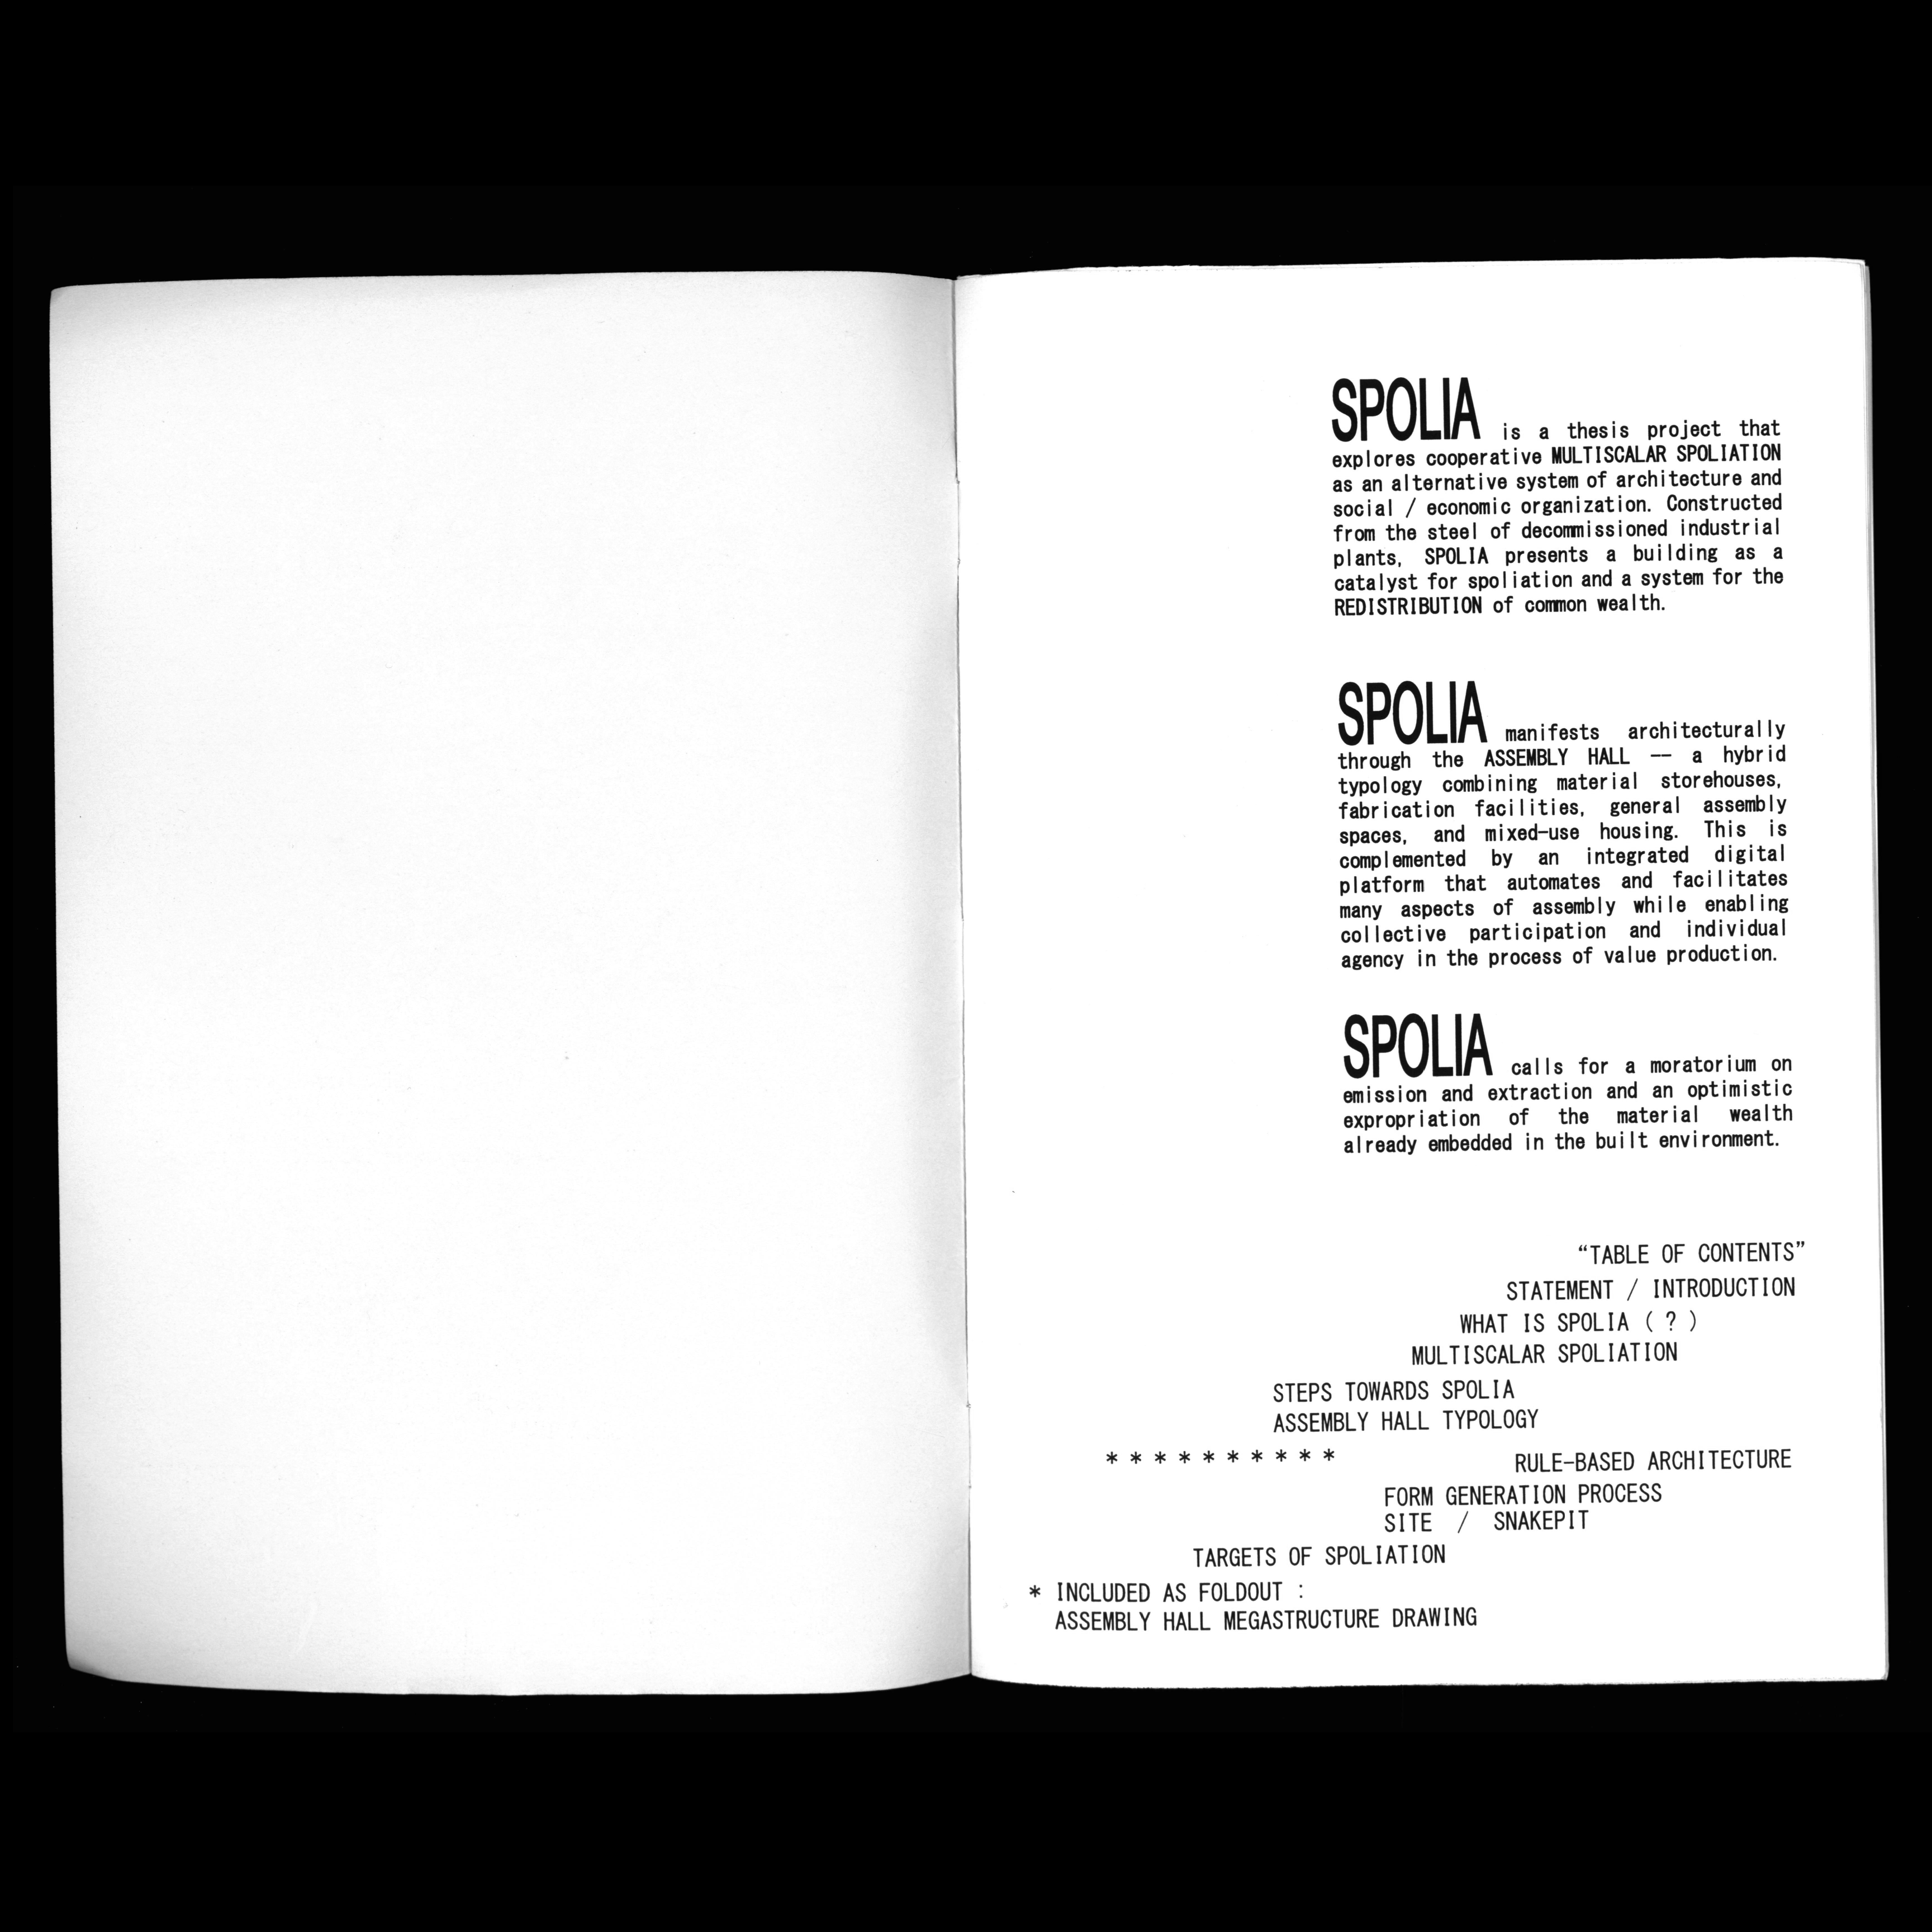 SPOLIA is a thesis project that
explores cooperative MULTISCALAR SPOLIATION
as an alternative system of architecture and
social / economic organization. Constructed
from the steel of decommissioned industrial
plants, SPOLIA presents a building as a
catalyst for spoliation and a system for the
REDISTRIBUTION of common wealth.
SPOLIA manifests architecturally
through the ASSEMBLY HALL -- a hybrid
typology combining material storehouses,
fabrication facilities, general assembly
spaces, and mixed-use housing. This is
complemented by an integrated digital
platform that automates and facilitates
many aspects of assembly while enabling
collective participation and individual
agency in the process of value production.
SPOLIA calls for a moratorium on
emission and extraction and an optimistic
expropriation of the material wealth
already embedded in the built environment.
“TABLE OF CONTENTS”
STATEMENT / INTRODUCTION
WHAT IS SPOLIA ( ? )
MULTISCALAR SPOLIATION
STEPS TOWARDS SPOLIA
ASSEMBLY HALL TYPOLOGY
* * * * * * * * * * RULE-BASED ARCHITECTURE
FORM GENERATION PROCESS
SITE / SNAKEPIT
TARGETS OF SPOLIATION
* INCLUDED AS FOLDOUT :
ASSEMBLY HALL MEGASTRUCTURE DRAWING